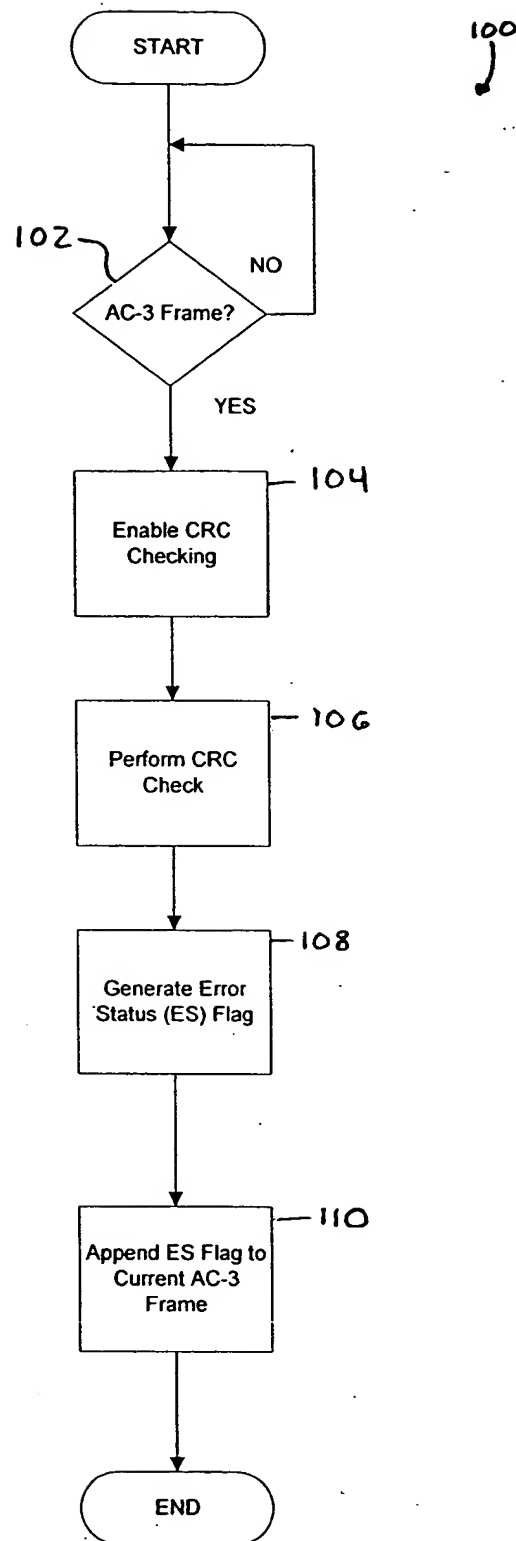 START
100
102
NO
AC-3 Frame?
YES
104
Enable CRC
Checking
106
Perform CRC
Check
108
Generate Error
Status (ES) Flag
110
Append ES Flag to
Current AC-3
Frame
END